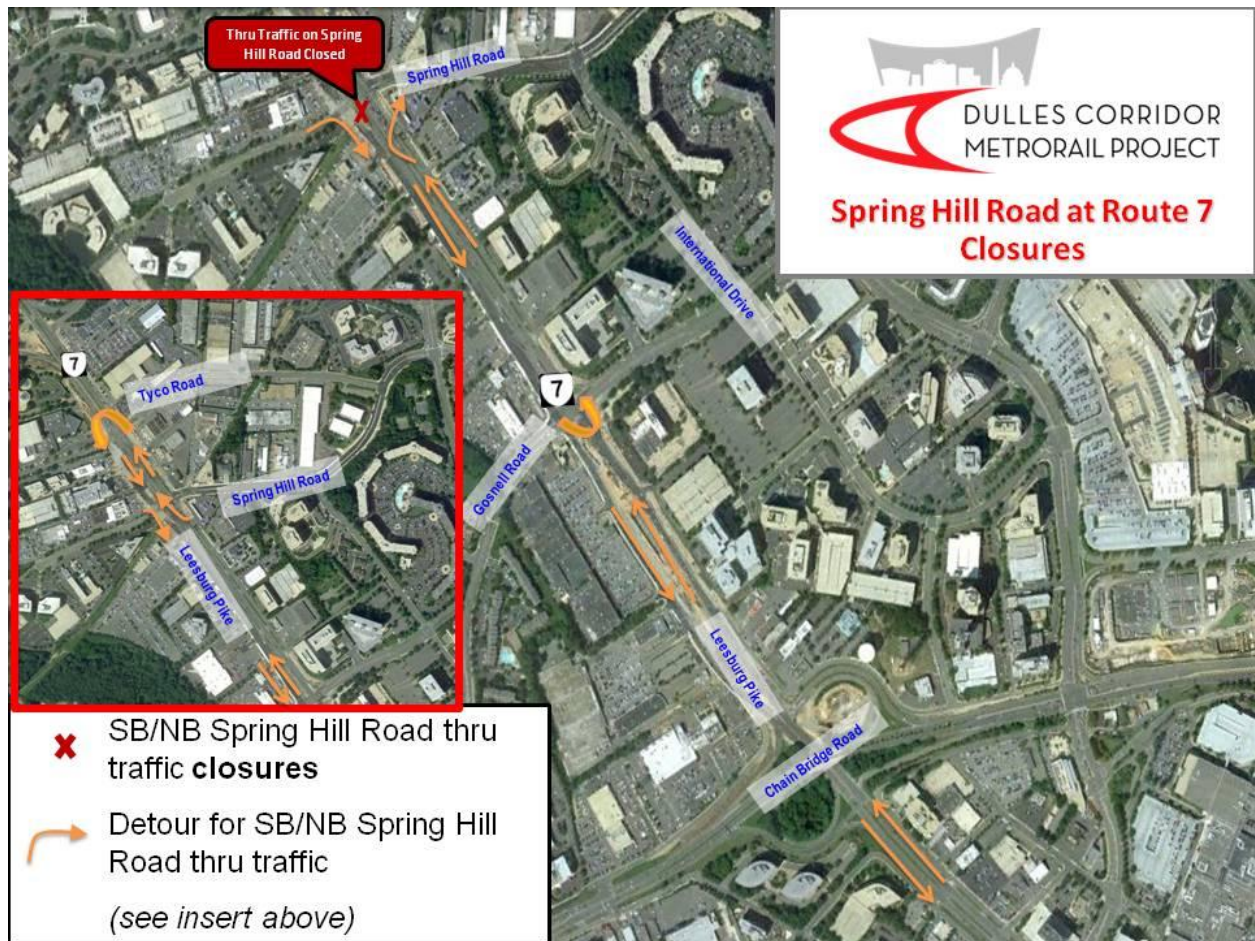 Thru Traffic on Spring
Hill Road Closed
Spring Hill Road
DULLES CORRIDOR
METRORAIL PROJECT
Spring Hill Road at Route 7
Closures
International Drive
7
Gosnell Road
Leesburg Pike
Chain Bridge Road
7
Tyco Road
Spring Hill Road
Leesburg Pike
SB/NB Spring Hill Road thru
traffic closures
Detour for SB/NB Spring Hill
Road thru traffic
(see insert above)